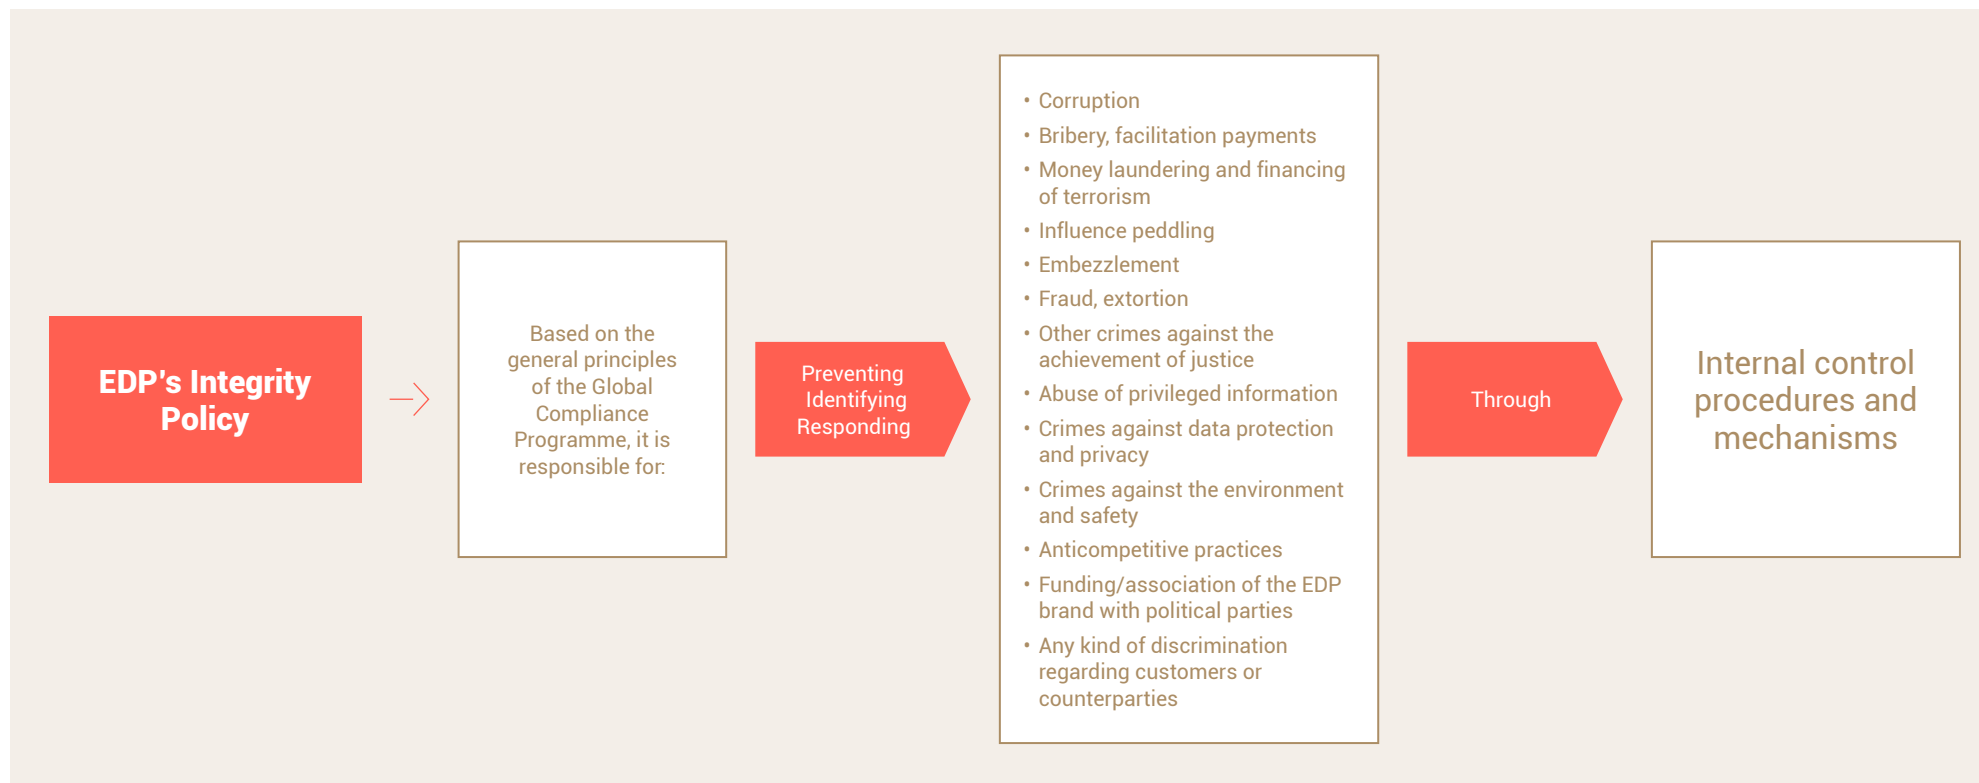 EDP's Integrity
Policy
Based on the
general principles
of the Global
Compliance
Programme, it is
responsible for:
Preventing
Identifying
Responding
• Corruption
• Bribery, facilitation payments
• Money laundering and financing
of terrorism
• Influence peddling
• Embezzlement
• Fraud, extortion
• Other crimes against the
achievement of justice
• Abuse of privileged information
• Crimes against data protection
and privacy
• Crimes against the environment
and safety
• Anticompetitive practices
• Funding/association of the EDP
brand with political parties
• Any kind of discrimination
regarding customers or
counterparties
Through
Internal control
procedures and
mechanisms